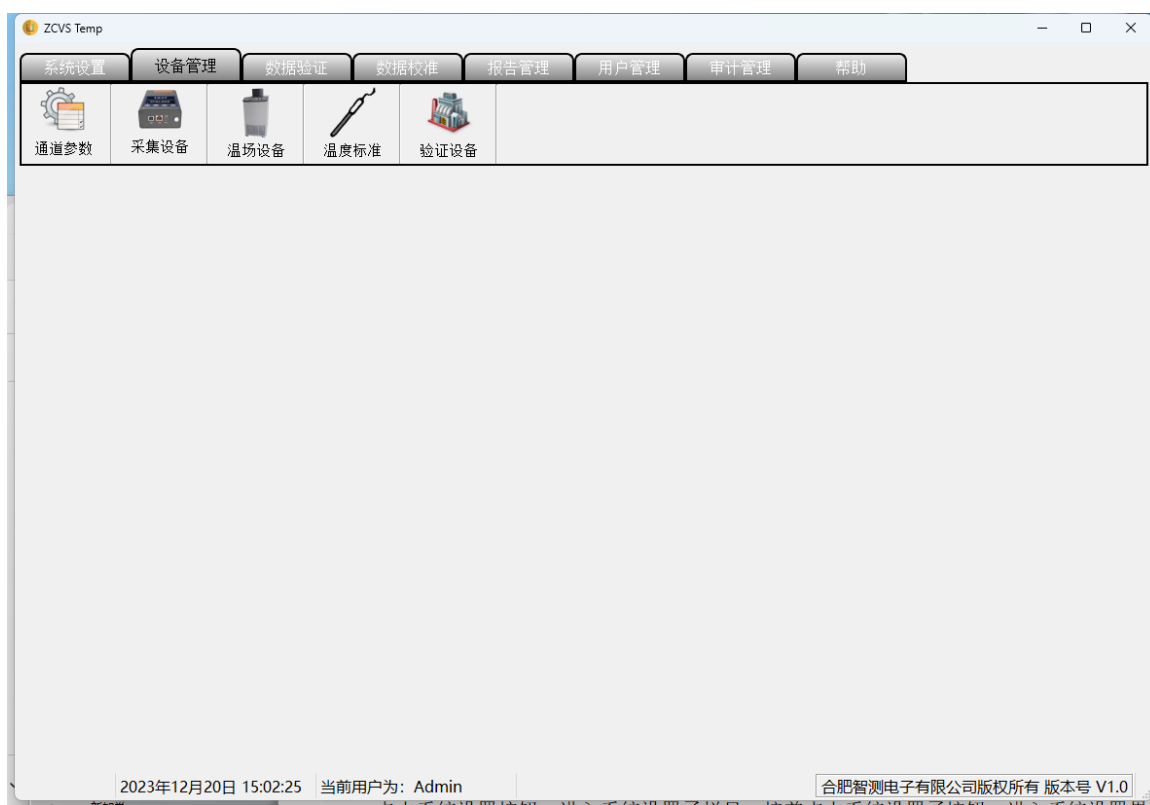 ZCVS Temp
系统设置 设备管理 数据验证 数据校准 报告管理 用户管理 审计管理 帮助
通道参数 采集设备 温场设备 温度标准 验证设备
2023年12月20日 15:02:25 当前用户为：Admin 合肥智测电子有限公司版权所有 版本号 V1.0